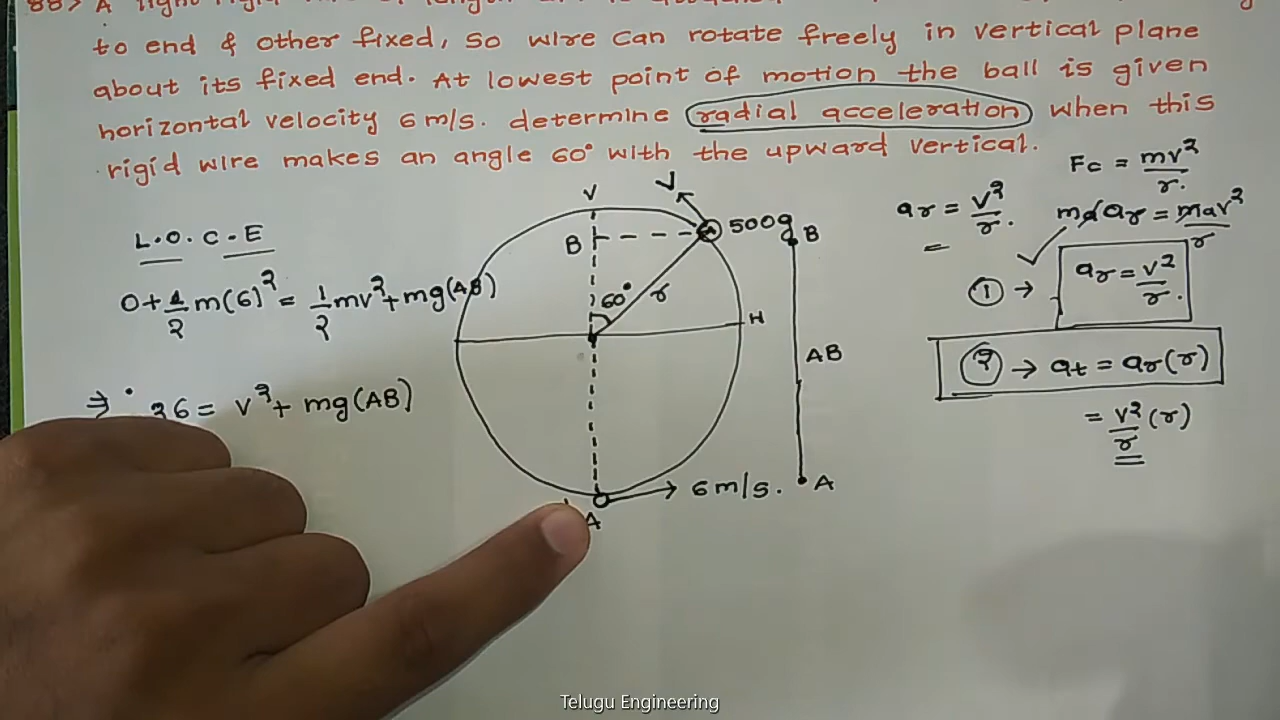 to end & other fixed, so wire can rotate freely in vertical plane
about its fixed end. At lowest point of motion the ball is given
horizontal velocity 6 m/s. determine radial acceleration when this
rigid wire makes an angle 60° with the upward vertical.
Fc = mv²/r.
ar = v²/r.
ar = mv²/r
L.O.C.E
0+1/2 m(6)² = 1/2 mv² + mg(AB)
⇒ 36 = v² + mg(AB)
V
V
B
500g
B
60°
r
H
AB
A
6 m/s.
A
① → ar = v²/r.
② → at = ar(r)
= v²/r (r)
Telugu Engineering